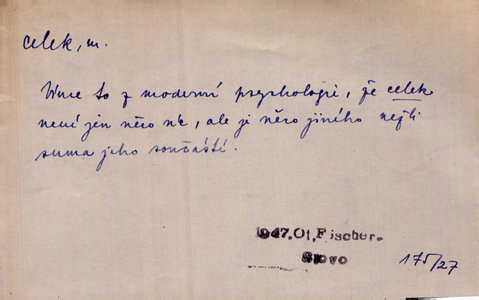 celek, m.
Víme to z moderní psychologie, že celek
není jen něco víc, ale je něco jiného nežli
suma jeho součástí.
1947, Ot. Fischer-
Slovo
175/27